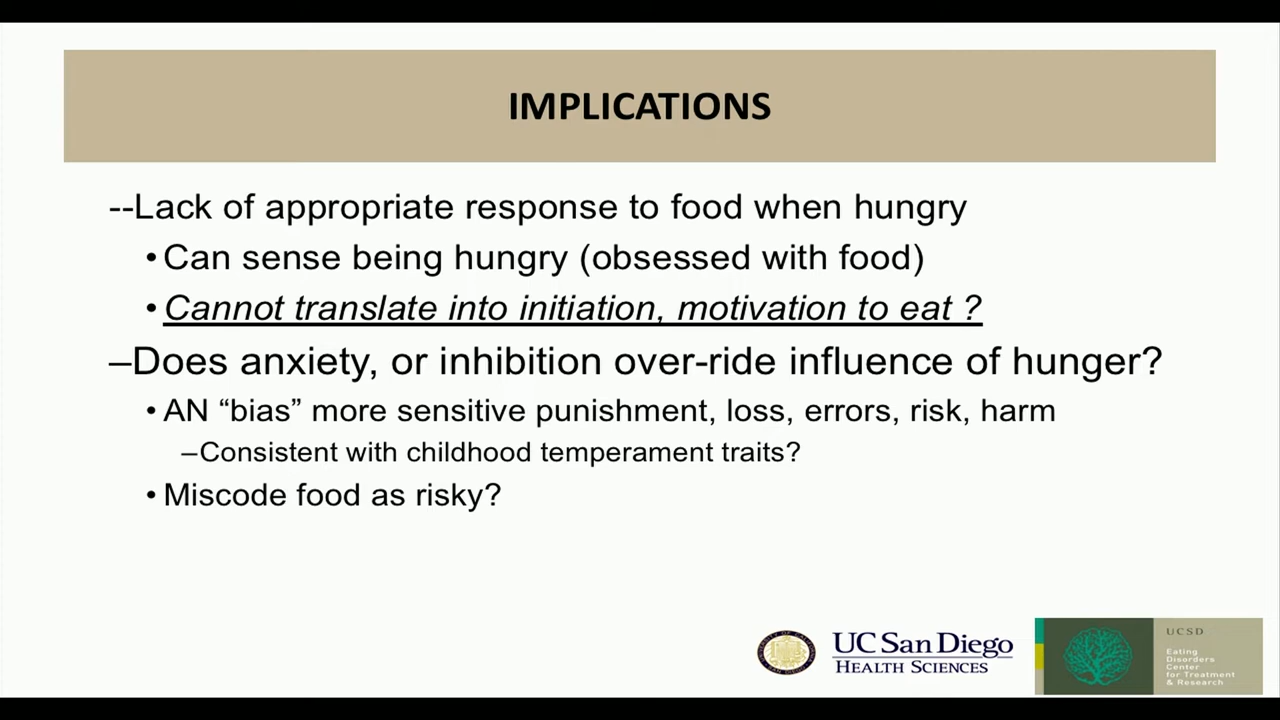 IMPLICATIONS
--Lack of appropriate response to food when hungry
•Can sense being hungry (obsessed with food)
•Cannot translate into initiation, motivation to eat ?
–Does anxiety, or inhibition over-ride influence of hunger?
•AN “bias” more sensitive punishment, loss, errors, risk, harm
–Consistent with childhood temperament traits?
•Miscode food as risky?
UC San Diego
HEALTH SCIENCES
UCSD
Eating
Disorders
Center
for Treatment
& Research